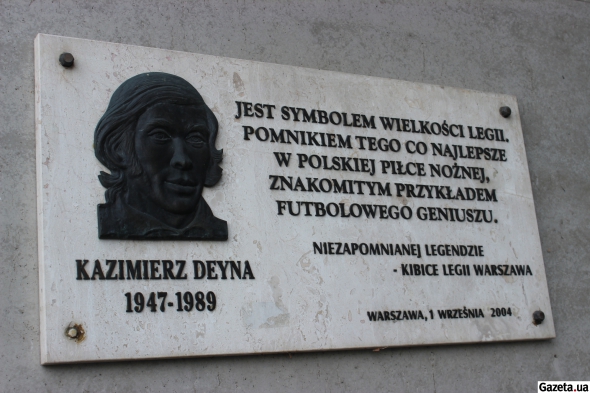 JEST SYMBOLEM WIELKOŚCI LEGII.
POMNIKIEM TEGO CO NAJLEPSZE
W POLSKIEJ PIŁCE NOŻNEJ,
ZNAKOMITYM PRZYKŁADEM
FUTBOLOWEGO GENIUSZU.
NIEZAPOMNIANEJ LEGENDZIE
- KIBICE LEGII WARSZAWA
KAZIMIERZ DEYNA
1947-1989
WARSZAWA, 1 WRZEŚNIA 2004
Gazeta.ua